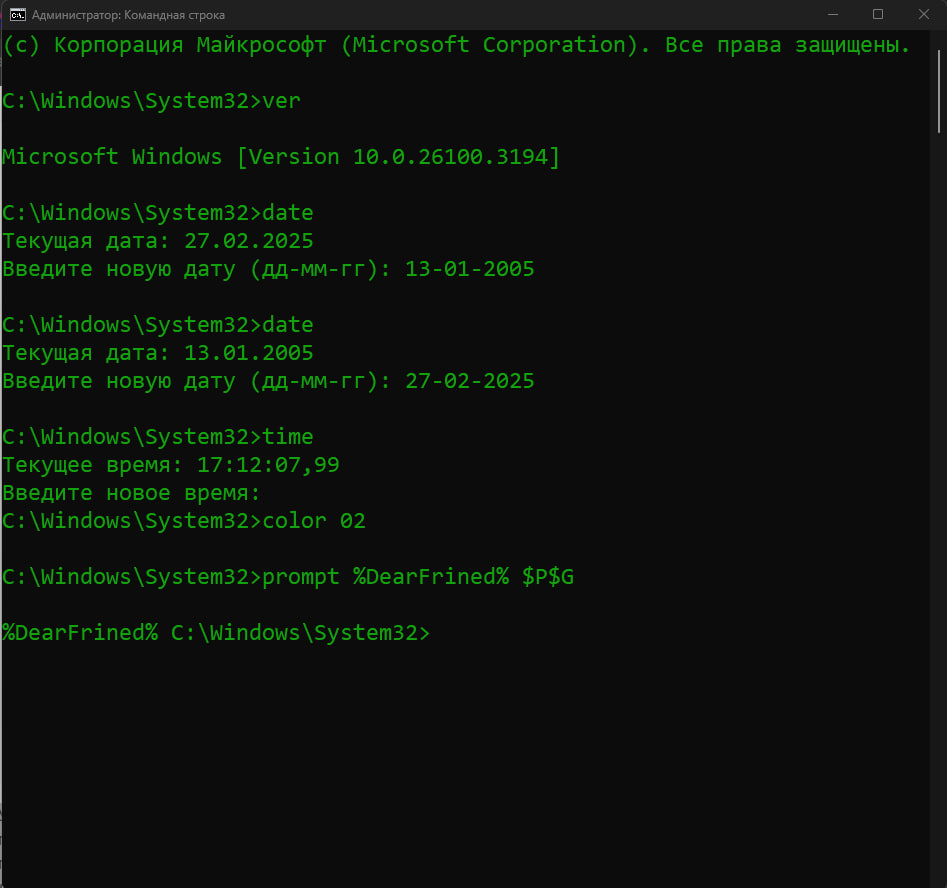 Администратор: Командная строка
(c) Корпорация Майкрософт (Microsoft Corporation). Все права защищены.
C:\Windows\System32>ver
Microsoft Windows [Version 10.0.26100.3194]
C:\Windows\System32>date
Текущая дата: 27.02.2025
Введите новую дату (дд-мм-гг): 13-01-2005
C:\Windows\System32>date
Текущая дата: 13.01.2005
Введите новую дату (дд-мм-гг): 27-02-2025
C:\Windows\System32>time
Текущее время: 17:12:07,99
Введите новое время:
C:\Windows\System32>color 02
C:\Windows\System32>prompt %DearFrined% $P$G
%DearFrined% C:\Windows\System32>